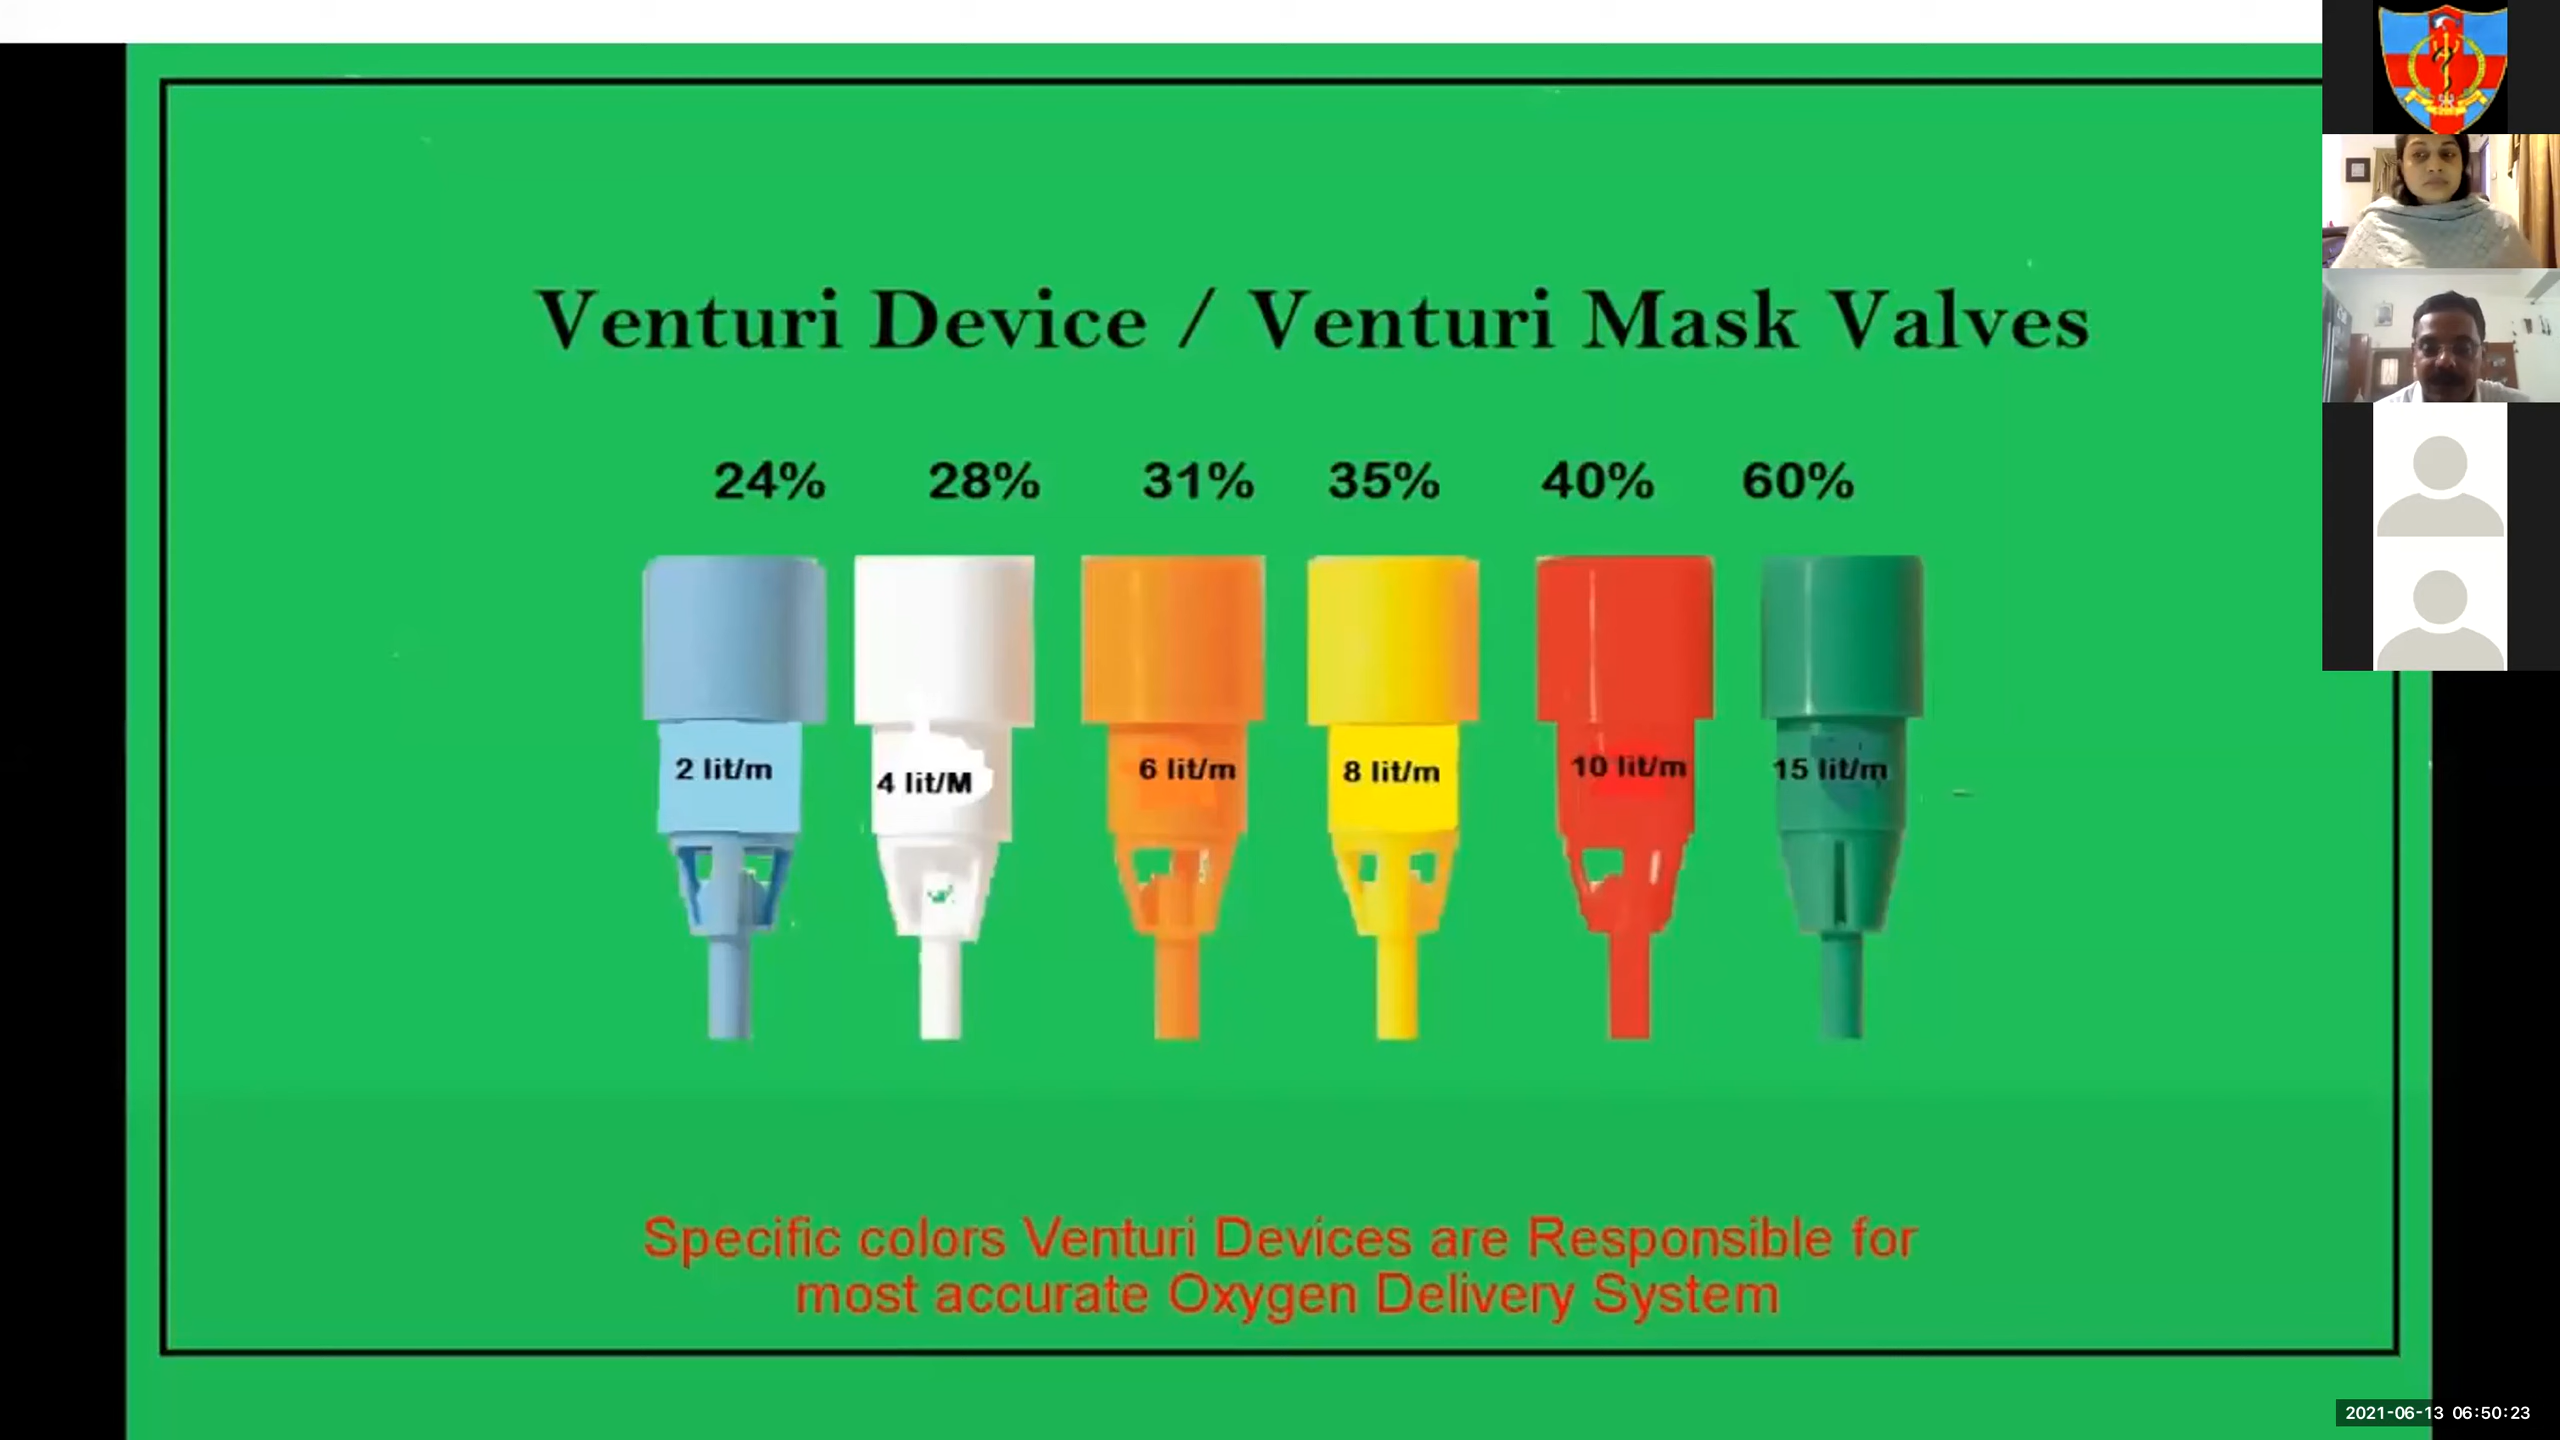 Venturi Device / Venturi Mask Valves
24% 28% 31% 35% 40% 60%
2 lit/m 4 lit/M 6 lit/m 8 lit/m 10 lit/m 15 lit/m
Specific colors Venturi Devices are Responsible for
most accurate Oxygen Delivery System
2021-06-13 06:50:23